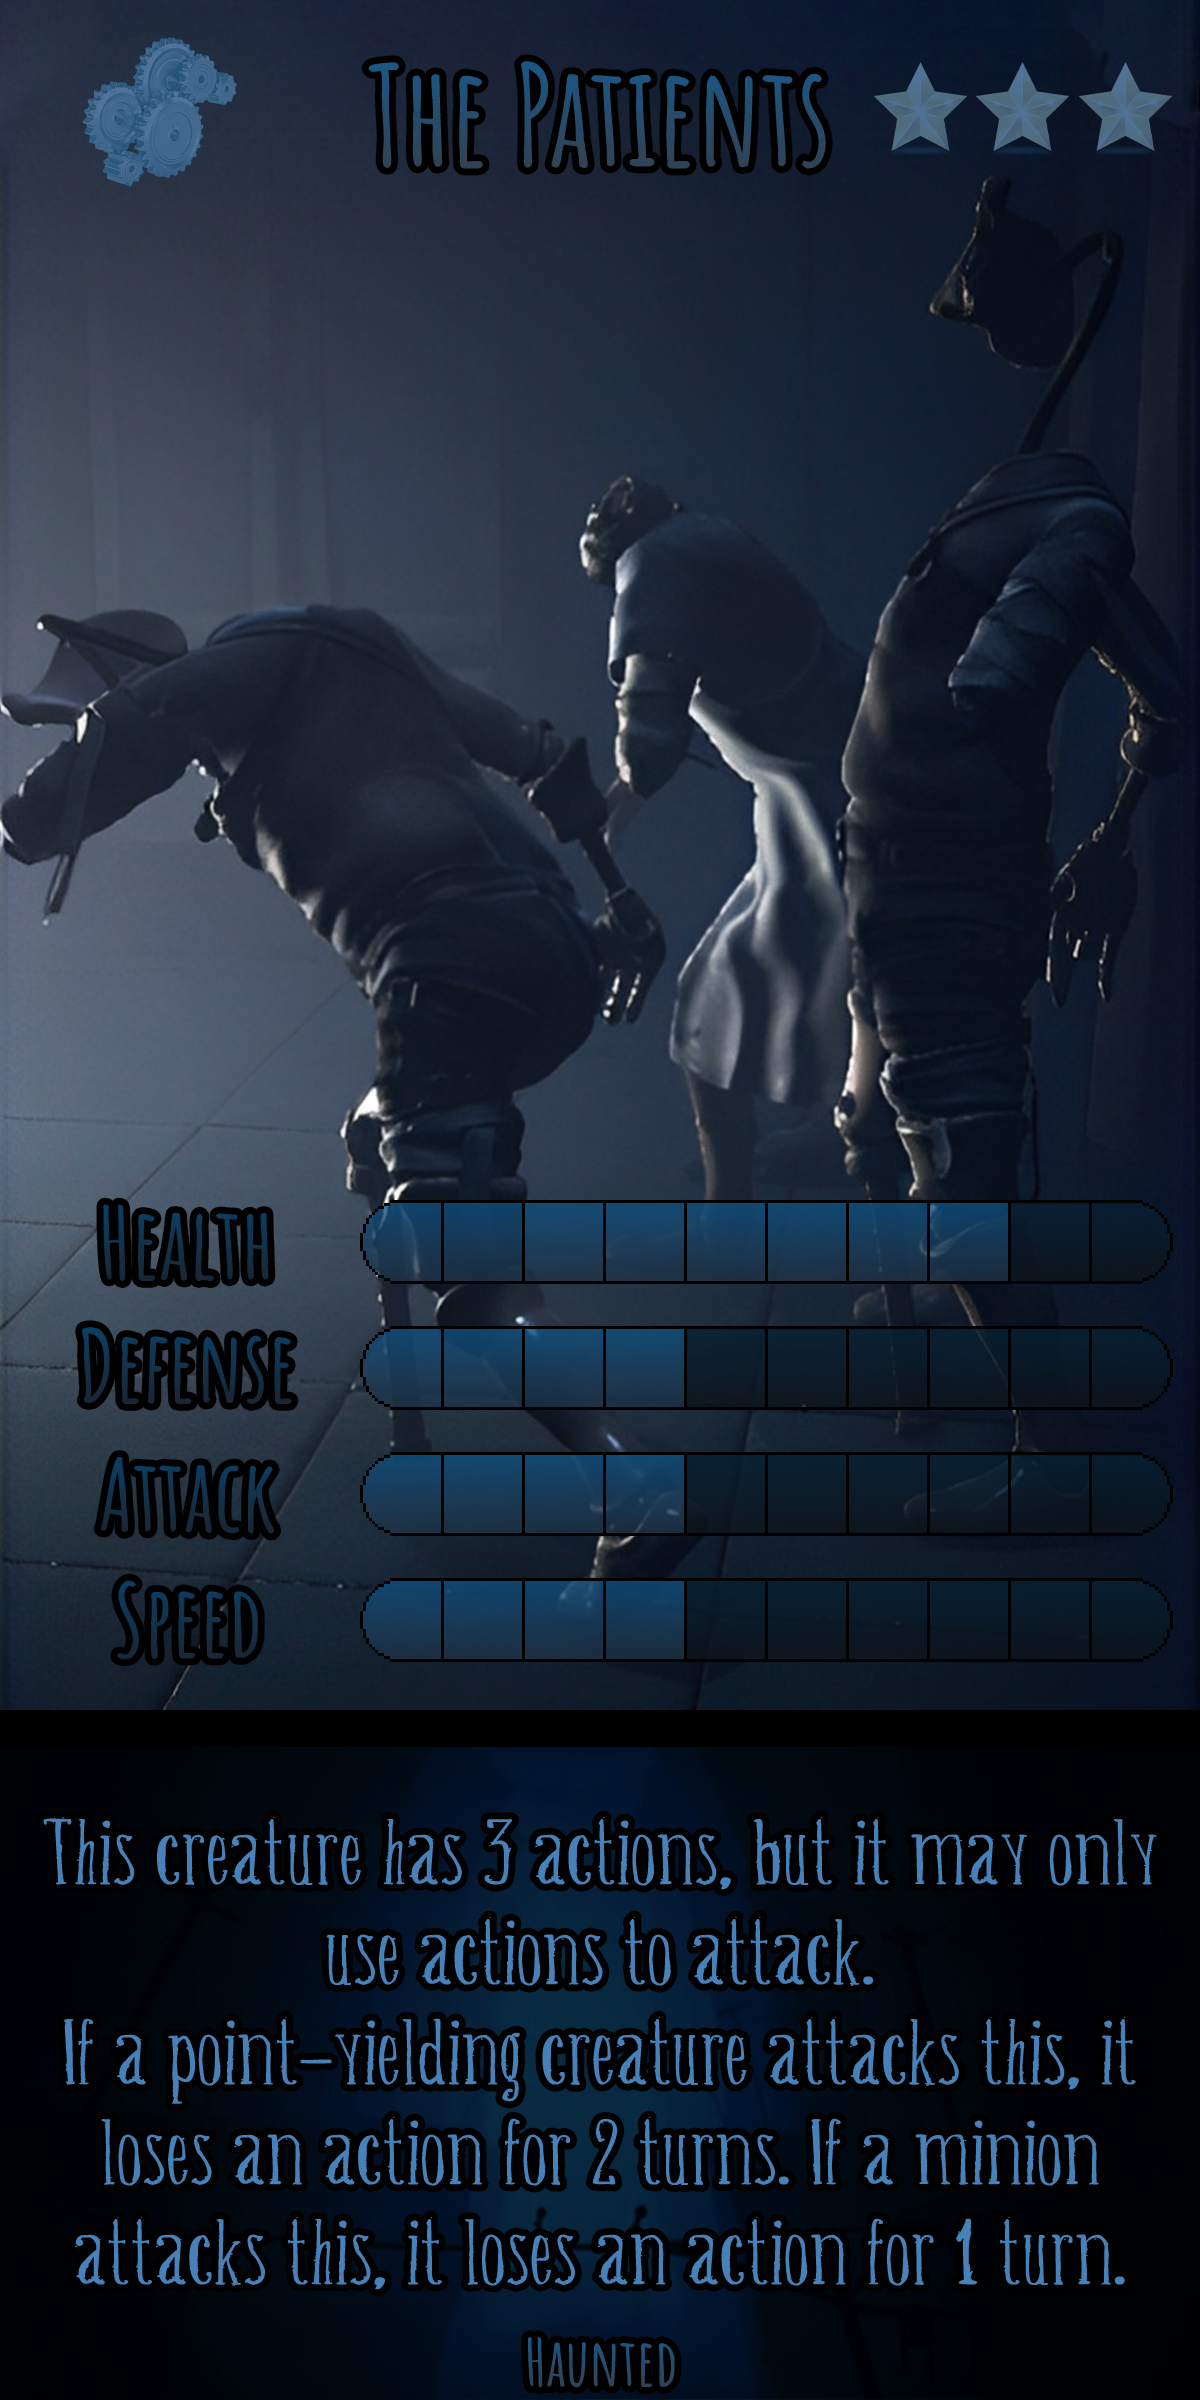 The Patients
Health
Defense
Attack
Speed
This creature has 3 actions, but it may only
use actions to attack.
If a point-yielding creature attacks this, it
loses an action for 2 turns. If a minion
attacks this, it loses an action for 1 turn.
Haunted